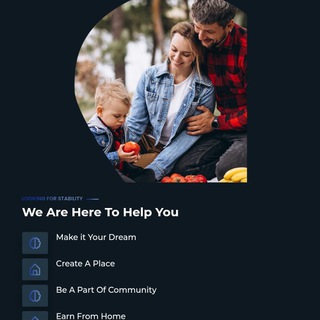 LOOKING FOR STABILITY
We Are Here To Help You
Make it Your Dream
Create A Place
Be A Part Of Community
Earn From Home